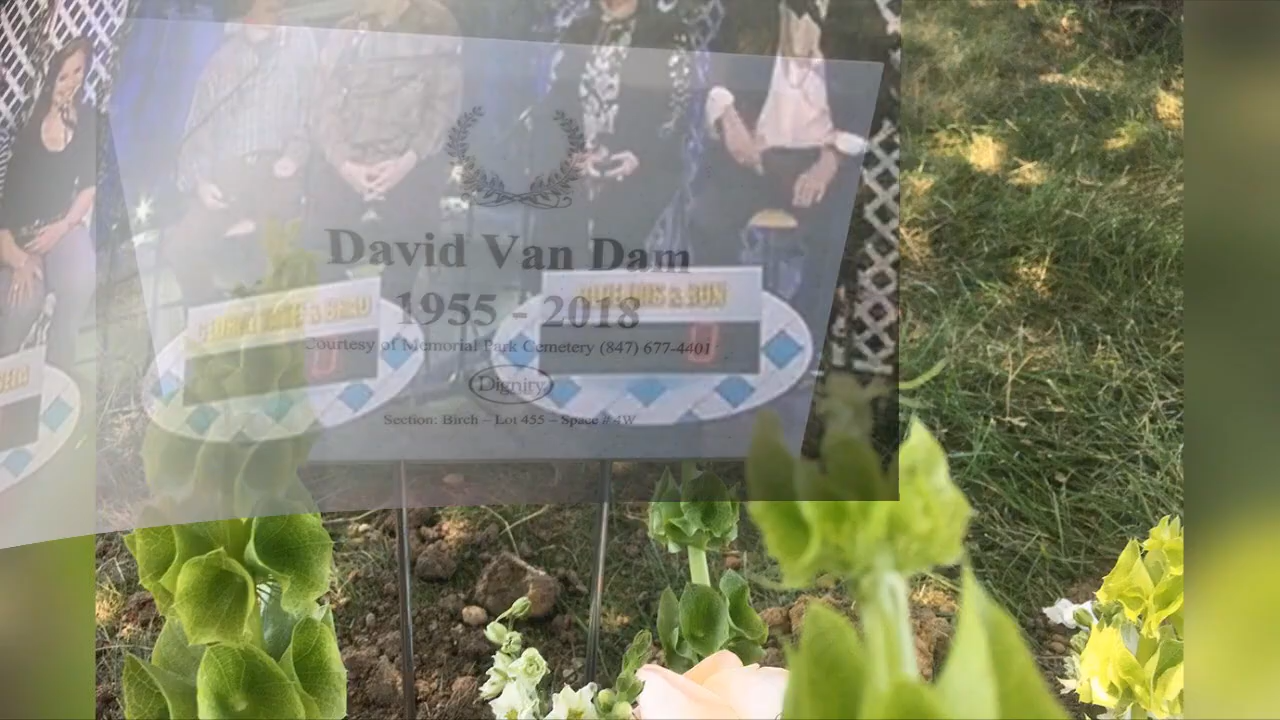 David Van Dam
1955 - 2018
Courtesy of Memorial Park Cemetery (847) 677-4401
Dignity
Section: Birch – Lot 455 – Space # 4W
& SON